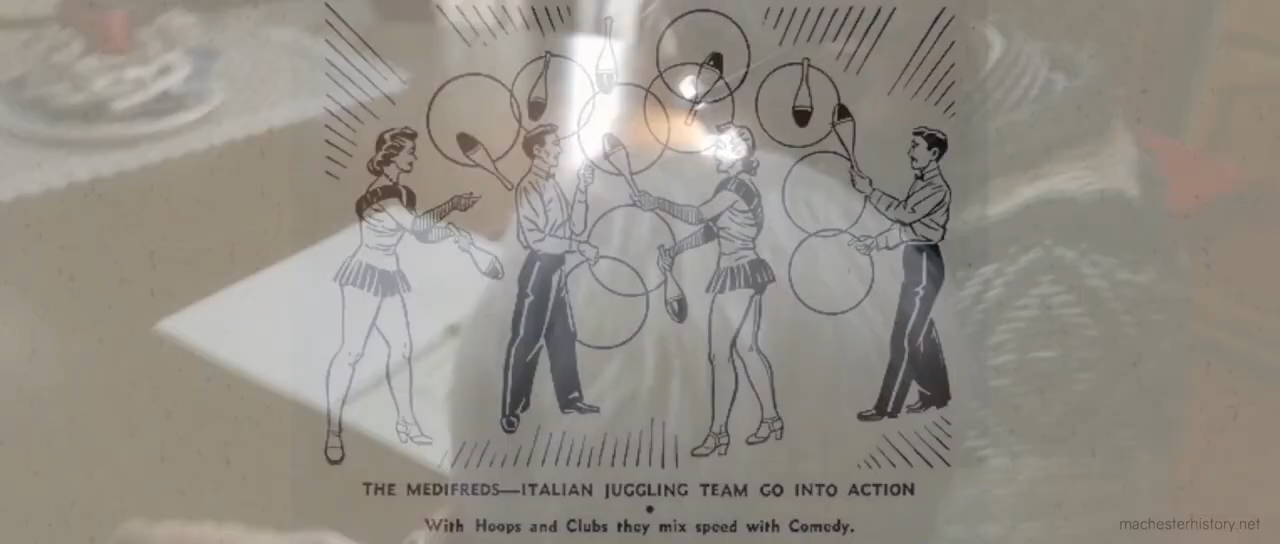 THE MEDIFREDS—ITALIAN JUGGLING TEAM GO INTO ACTION
With Hoops and Clubs they mix speed with Comedy.
machesterhistory.net